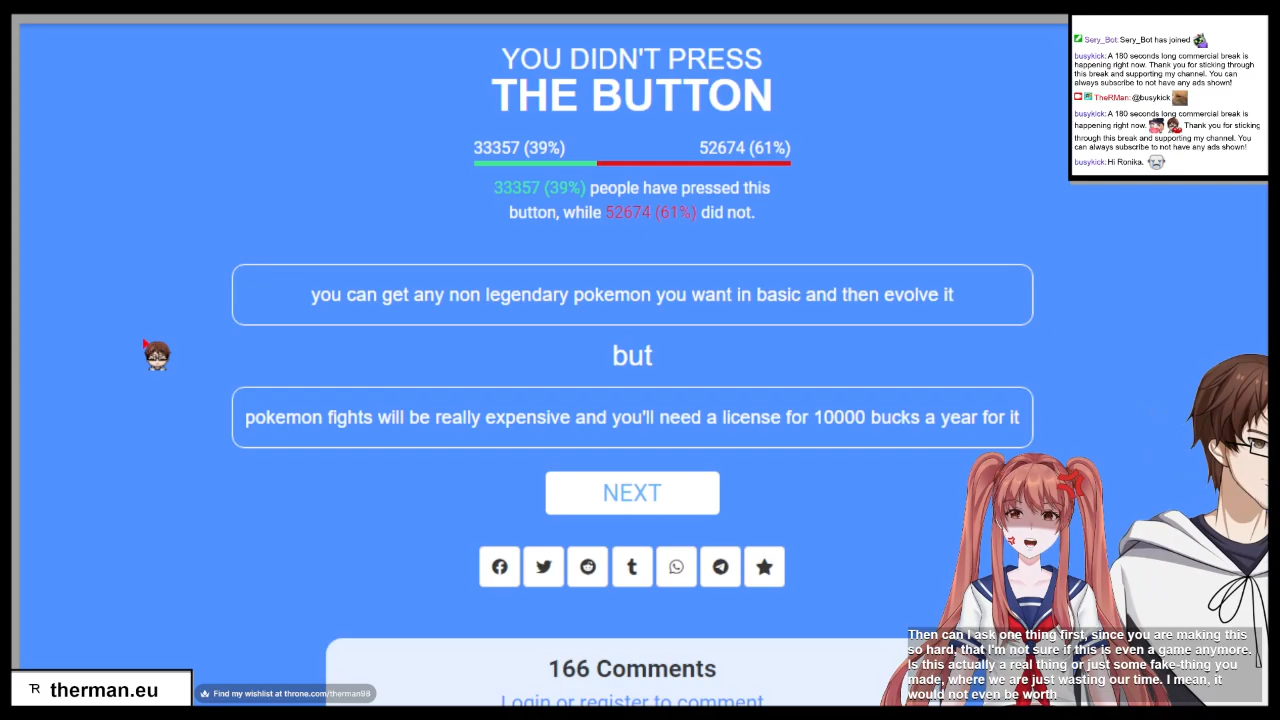 YOU DIDN'T PRESS
THE BUTTON
33357 (39%)
52674 (61%)
33357 (39%) people have pressed this
button, while 52674 (61%) did not.
you can get any non legendary pokemon you want in basic and then evolve it
but
pokemon fights will be really expensive and you'll need a license for 10000 bucks a year for it
NEXT
166 Comments
Login or register to comment
Sery_Bot: Sery_Bot has joined
busykick: A 180 seconds long commercial break is
happening right now. Thank you for sticking through
this break and supporting my channel. You can
always subscribe to not have any ads shown!
TheRMan: @busykick
busykick: A 180 seconds long commercial break is
happening right now. Thank you for sticking
through this break and supporting my channel. You
can always subscribe to not have any ads shown!
busykick: Hi Ronika.
Then can I ask one thing first, since you are making this
so hard, that I'm not sure if this is even a game anymore.
Is this actually a real thing or just some fake-thing you
made, where we are just wasting our time. I mean, it
would not even be worth
TR therman.eu
Find my wishlist at throne.com/therman98